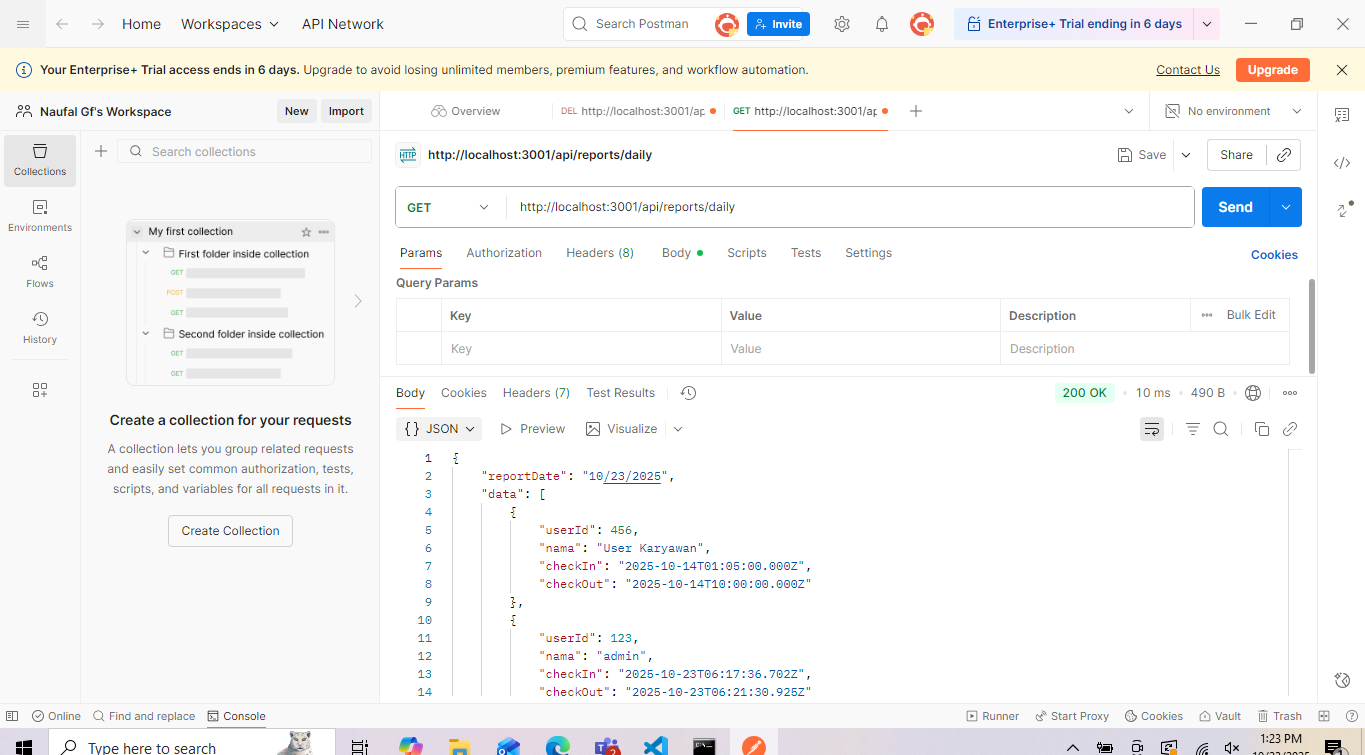 Home Workspaces API Network Search Postman Invite Enterprise+ Trial ending in 6 days
Your Enterprise+ Trial access ends in 6 days. Upgrade to avoid losing unlimited members, premium features, and workflow automation. Contact Us Upgrade
Naufal Gf's Workspace New Import
Overview DEL http://localhost:3001/ap GET http://localhost:3001/ap No environment
Search collections
Collections
Environments
Flows
History
My first collection
First folder inside collection
GET
POST
GET
Second folder inside collection
GET
GET
Create a collection for your requests
A collection lets you group related requests
and easily set common authorization, tests,
scripts, and variables for all requests in it.
Create Collection
HTTP http://localhost:3001/api/reports/daily Save Share
GET http://localhost:3001/api/reports/daily Send
Params Authorization Headers (8) Body Scripts Tests Settings Cookies
Query Params
Key Value Description Bulk Edit
Key Value Description
Body Cookies Headers (7) Test Results 200 OK 10 ms 490 B
{} JSON Preview Visualize
1 {
2 "reportDate": "10/23/2025",
3 "data": [
4 {
5 "userId": 456,
6 "nama": "User Karyawan",
7 "checkIn": "2025-10-14T01:05:00.000Z",
8 "checkOut": "2025-10-14T10:00:00.000Z"
9 },
10 {
11 "userId": 123,
12 "nama": "admin",
13 "checkIn": "2025-10-23T06:17:36.702Z",
14 "checkOut": "2025-10-23T06:21:30.925Z"
Online Find and replace Console Runner Start Proxy Cookies Vault Trash
Type here to search 1:23 PM